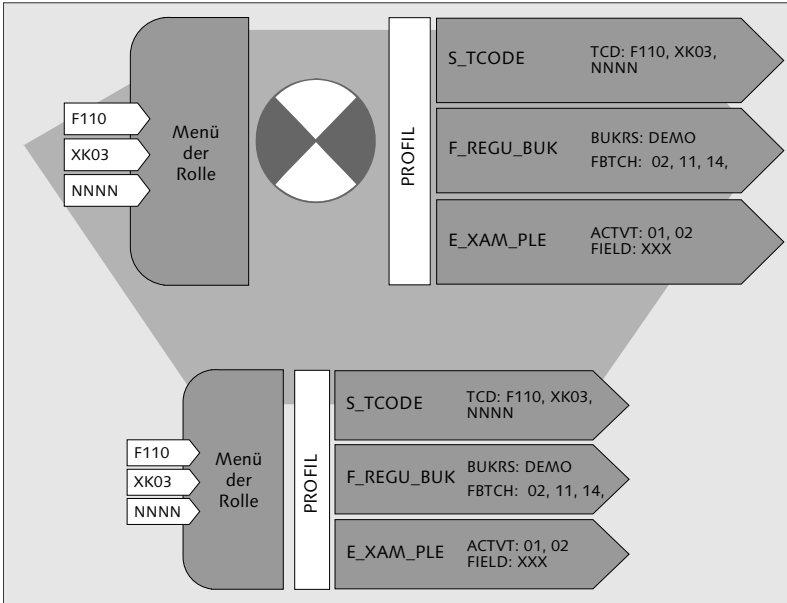 F110
XK03
NNNN
Menü
der
Rolle
PROFIL
S_TCODE TCD: F110, XK03,
NNNN
F_REGU_BUK BUKRS: DEMO
FBTCH: 02, 11, 14,
E_XAM_PLE ACTVT: 01, 02
FIELD: XXX
F110
XK03
NNNN
Menü
der
Rolle
PROFIL
S_TCODE TCD: F110, XK03,
NNNN
F_REGU_BUK BUKRS: DEMO
FBTCH: 02, 11, 14,
E_XAM_PLE ACTVT: 01, 02
FIELD: XXX